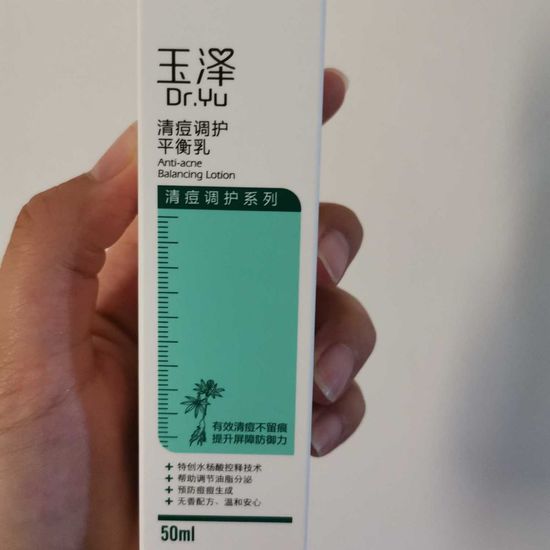 玉泽
Dr.Yu
清痘调护
平衡乳
Anti-acne
Balancing Lotion
清痘调护系列
有效清痘不留痕
提升屏障防御力
+ 特创水杨酸控释技术
+ 帮助调节油脂分泌
+ 预防痘痘生成
+ 无香配方、温和安心
50ml